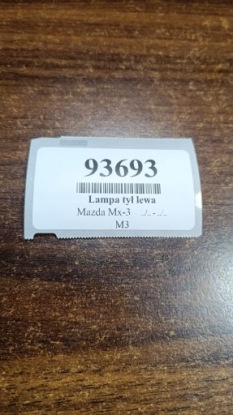 93693
Lampa tył lewa
Mazda Mx-3 ../.. - ../..
M3